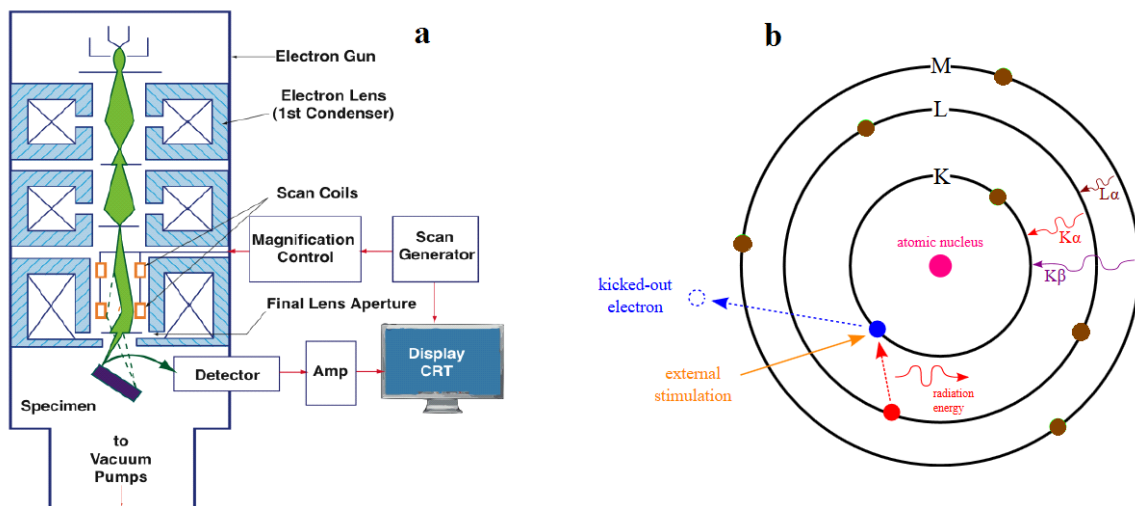 a
Electron Gun
Electron Lens
(1st Condenser)
Scan Coils
Magnification
Control
Scan
Generator
Final Lens Aperture
Display
CRT
Detector
Amp
Specimen
to
Vacuum
Pumps
b
M
L
K
Lα
Kα
atomic nucleus
Kβ
kicked-out
electron
external
stimulation
radiation
energy